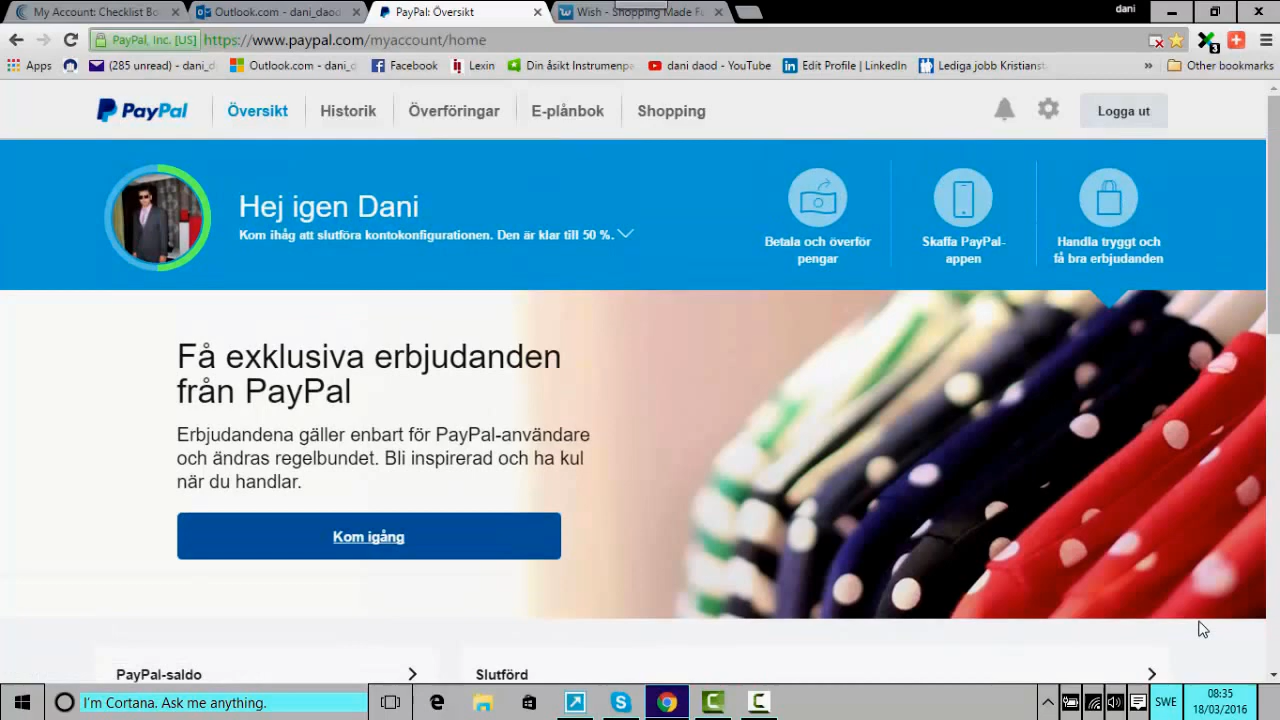 My Account: Checklist Bo
Outlook.com - dani_daod
PayPal: Översikt
Wish - Shopping Made Fu
dani
PayPal, Inc. [US]
https://www.paypal.com/myaccount/home
3
Apps
(285 unread) - dani_d
Outlook.com - dani_d
Facebook
Lexin
Din åsikt Instrumenpe
dani daod - YouTube
Edit Profile | LinkedIn
Lediga jobb Kristiansta
»
Other bookmarks
PayPal
Översikt
Historik
Överföringar
E-plånbok
Shopping
Logga ut
Hej igen Dani
Kom ihåg att slutföra kontokonfigurationen. Den är klar till 50 %.
Betala och överför
pengar
Skaffa PayPal-
appen
Handla tryggt och
få bra erbjudanden
Få exklusiva erbjudanden
från PayPal
Erbjudandena gäller enbart för PayPal-användare
och ändras regelbundet. Bli inspirerad och ha kul
när du handlar.
Kom igång
PayPal-saldo
Slutförd
I'm Cortana. Ask me anything.
SWE
08:35
18/03/2016